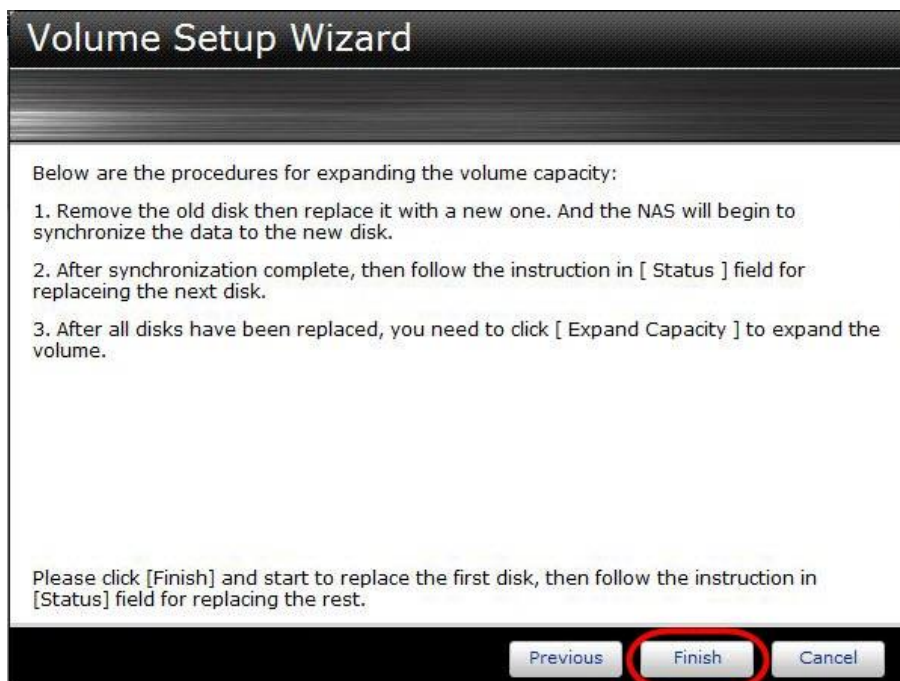 Volume Setup Wizard
Below are the procedures for expanding the volume capacity:
1. Remove the old disk then replace it with a new one. And the NAS will begin to
synchronize the data to the new disk.
2. After synchronization complete, then follow the instruction in [ Status ] field for
replaceing the next disk.
3. After all disks have been replaced, you need to click [ Expand Capacity ] to expand the
volume.
Please click [Finish] and start to replace the first disk, then follow the instruction in
[Status] field for replacing the rest.
Previous Finish Cancel